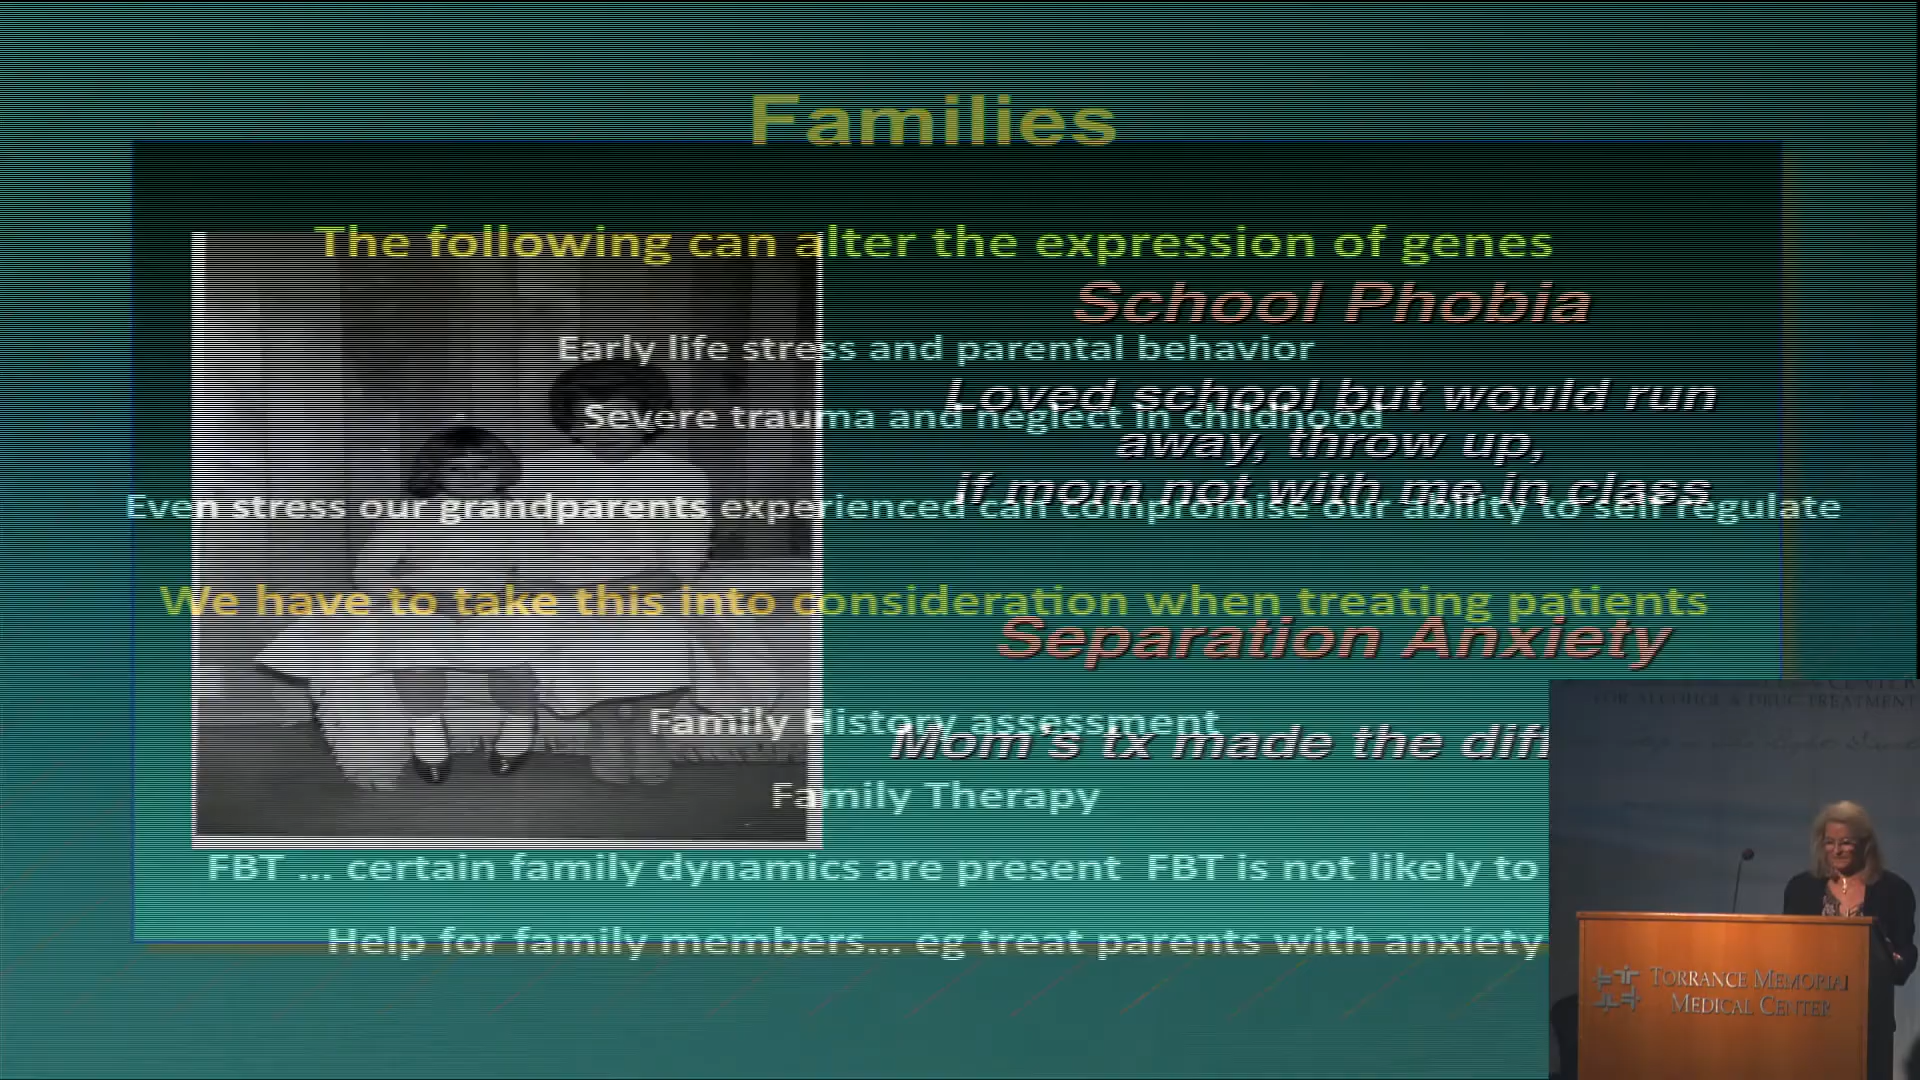 Families
The following can alter the expression of genes
School Phobia
Early life stress and parental behavior
Loved school but would run
Severe trauma and neglect in childhood
away, throw up,
if mom not with me in class
Even stress our grandparents experienced can compromise our ability to self regulate
We have to take this into consideration when treating patients
Separation Anxiety
Family History assessment
Mom's tx made the
Family Therapy
FBT ... certain family dynamics are present FBT is not likely to
Help for family members... eg treat parents with anxiety
CENTER
FOR ALCOHOL & DRUG TREATMENT
TORRANCE MEMORIAL
MEDICAL CENTER